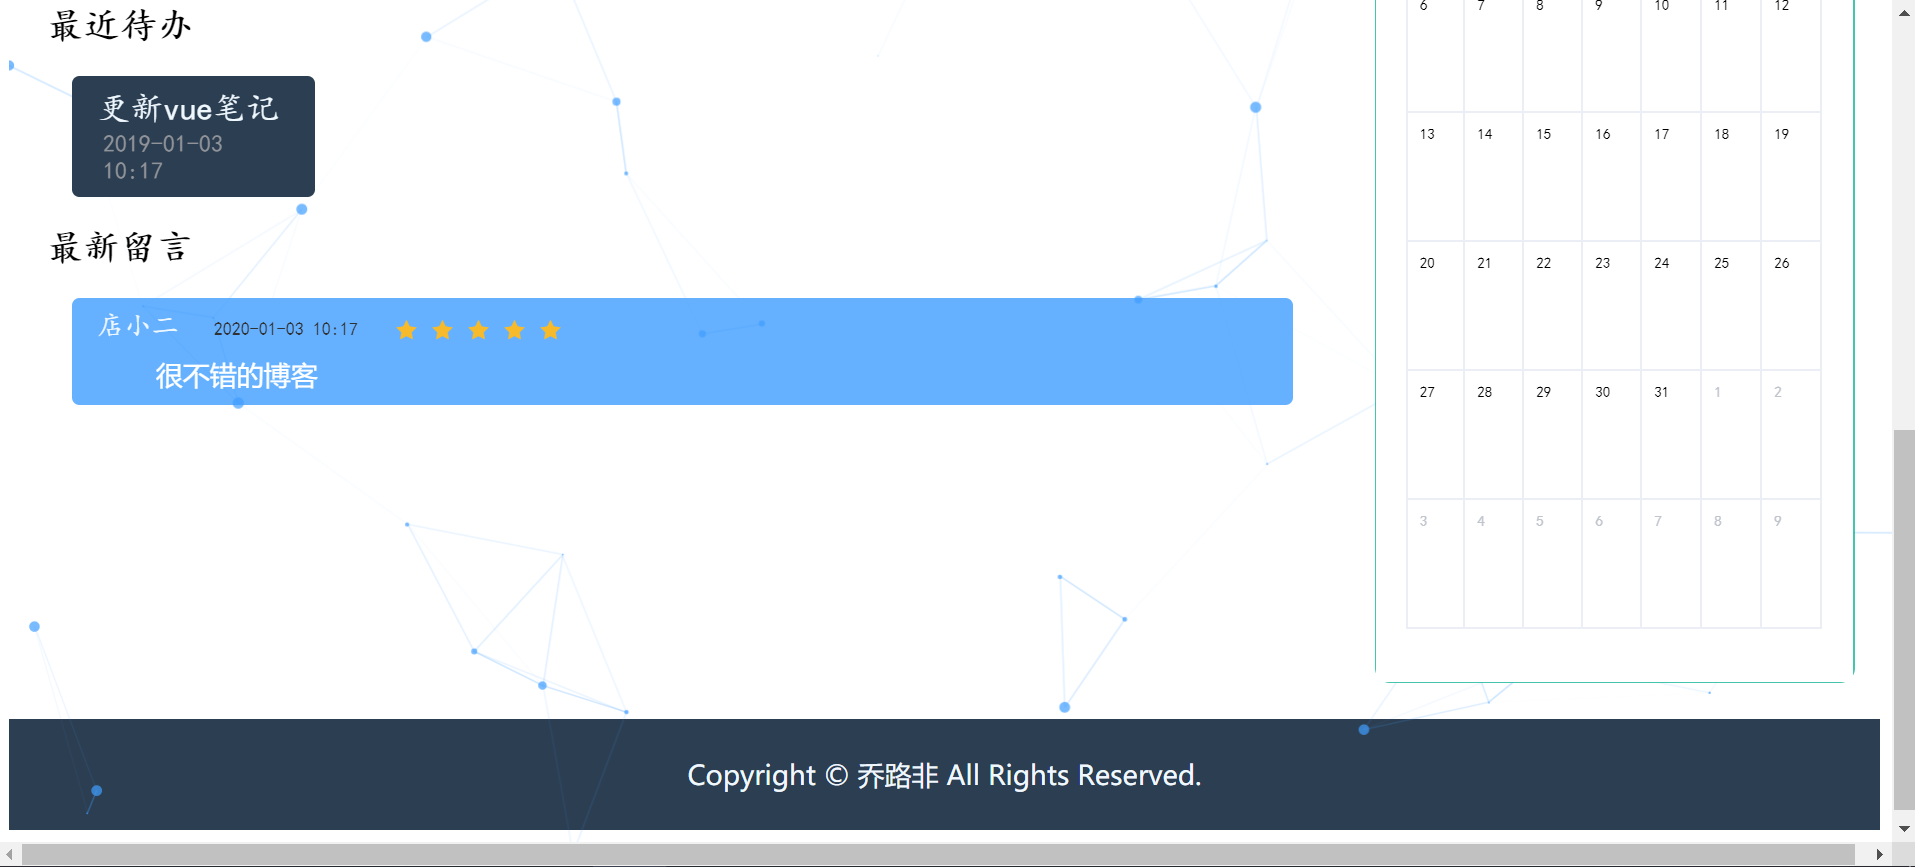 最近待办
更新vue笔记
2019-01-03
10:17
最新留言
店小二 2020-01-03 10:17
很不错的博客
6 7 8 9 10 11 12
13 14 15 16 17 18 19
20 21 22 23 24 25 26
27 28 29 30 31 1 2
3 4 5 6 7 8 9
Copyright © 乔路非 All Rights Reserved.